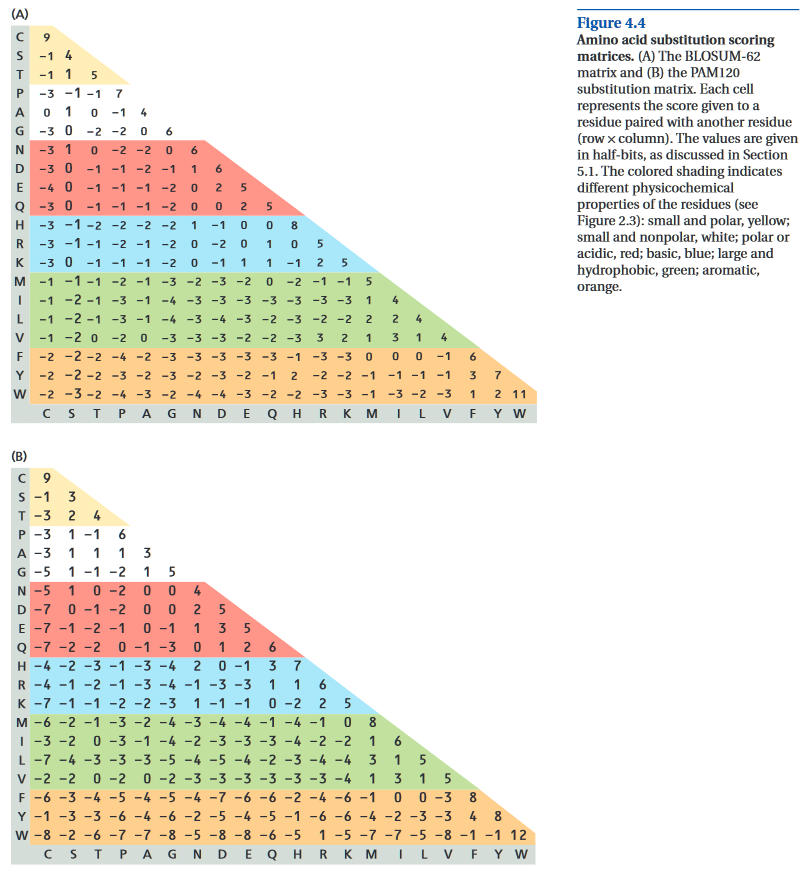 (A)
C 9
S −1 4
T −1 1 5
P −3 −1 −1 7
A 0 1 0 −1 4
G −3 0 −2 −2 0 6
N −3 1 0 −2 −2 0 6
D −3 0 −1 −1 −2 −1 1 6
E −4 0 −1 −1 −1 −2 0 2 5
Q −3 0 −1 −1 −1 −2 0 0 2 5
H −3 −1 −2 −2 −2 −2 1 −1 0 0 8
R −3 −1 −1 −2 −1 −2 0 −2 0 1 0 5
K −3 0 −1 −1 −1 −2 0 −1 1 1 −1 2 5
M −1 −1 −1 −2 −1 −3 −2 −3 −2 0 −2 −1 −1 5
I −1 −2 −1 −3 −1 −4 −3 −3 −3 −3 −3 −3 −3 1 4
L −1 −2 −1 −3 −1 −4 −3 −4 −3 −2 −3 −2 −2 2 2 4
V −1 −2 0 −2 0 −3 −3 −3 −2 −2 −3 3 2 1 3 1 4
F −2 −2 −2 −4 −2 −3 −3 −3 −3 −3 −1 −3 −3 0 0 0 −1 6
Y −2 −2 −2 −3 −2 −3 −2 −3 −2 −1 2 −2 −2 −1 −1 −1 −1 3 7
W −2 −3 −2 −4 −3 −2 −4 −4 −3 −2 −2 −3 −3 −1 −3 −2 −3 1 2 11
C S T P A G N D E Q H R K M I L V F Y W
Figure 4.4
Amino acid substitution scoring
matrices. (A) The BLOSUM-62
matrix and (B) the PAM120
substitution matrix. Each cell
represents the score given to a
residue paired with another residue
(row × column). The values are given
in half-bits, as discussed in Section
5.1. The colored shading indicates
different physicochemical
properties of the residues (see
Figure 2.3): small and polar, yellow;
small and nonpolar, white; polar or
acidic, red; basic, blue; large and
hydrophobic, green; aromatic,
orange.
(B)
C 9
S −1 3
T −3 2 4
P −3 1 −1 6
A −3 1 1 1 3
G −5 1 −1 −2 1 5
N −5 1 0 −2 0 0 4
D −7 0 −1 −2 0 0 2 5
E −7 −1 −2 −1 0 −1 1 3 5
Q −7 −2 −2 0 −1 −3 0 1 2 6
H −4 −2 −3 −1 −3 −4 2 0 −1 3 7
R −4 −1 −2 −1 −3 −4 −1 −3 −3 1 1 6
K −7 −1 −1 −2 −2 −3 1 −1 −1 0 −2 2 5
M −6 −2 −1 −3 −2 −4 −3 −4 −4 −1 −4 −1 0 8
I −3 −2 0 −3 −1 −4 −2 −3 −3 −3 −4 −2 −2 1 6
L −7 −4 −3 −3 −3 −5 −4 −5 −4 −2 −3 −4 −4 3 1 5
V −2 −2 0 −2 0 −2 −3 −3 −3 −3 −3 −3 −4 1 3 1 5
F −6 −3 −4 −5 −4 −5 −4 −7 −6 −6 −2 −4 −6 −1 0 0 −3 8
Y −1 −3 −3 −6 −4 −6 −2 −5 −4 −5 −1 −6 −6 −4 −2 −3 −3 4 8
W −8 −2 −6 −7 −7 −8 −5 −8 −8 −6 −5 1 −5 −7 −7 −5 −8 −1 −1 12
C S T P A G N D E Q H R K M I L V F Y W